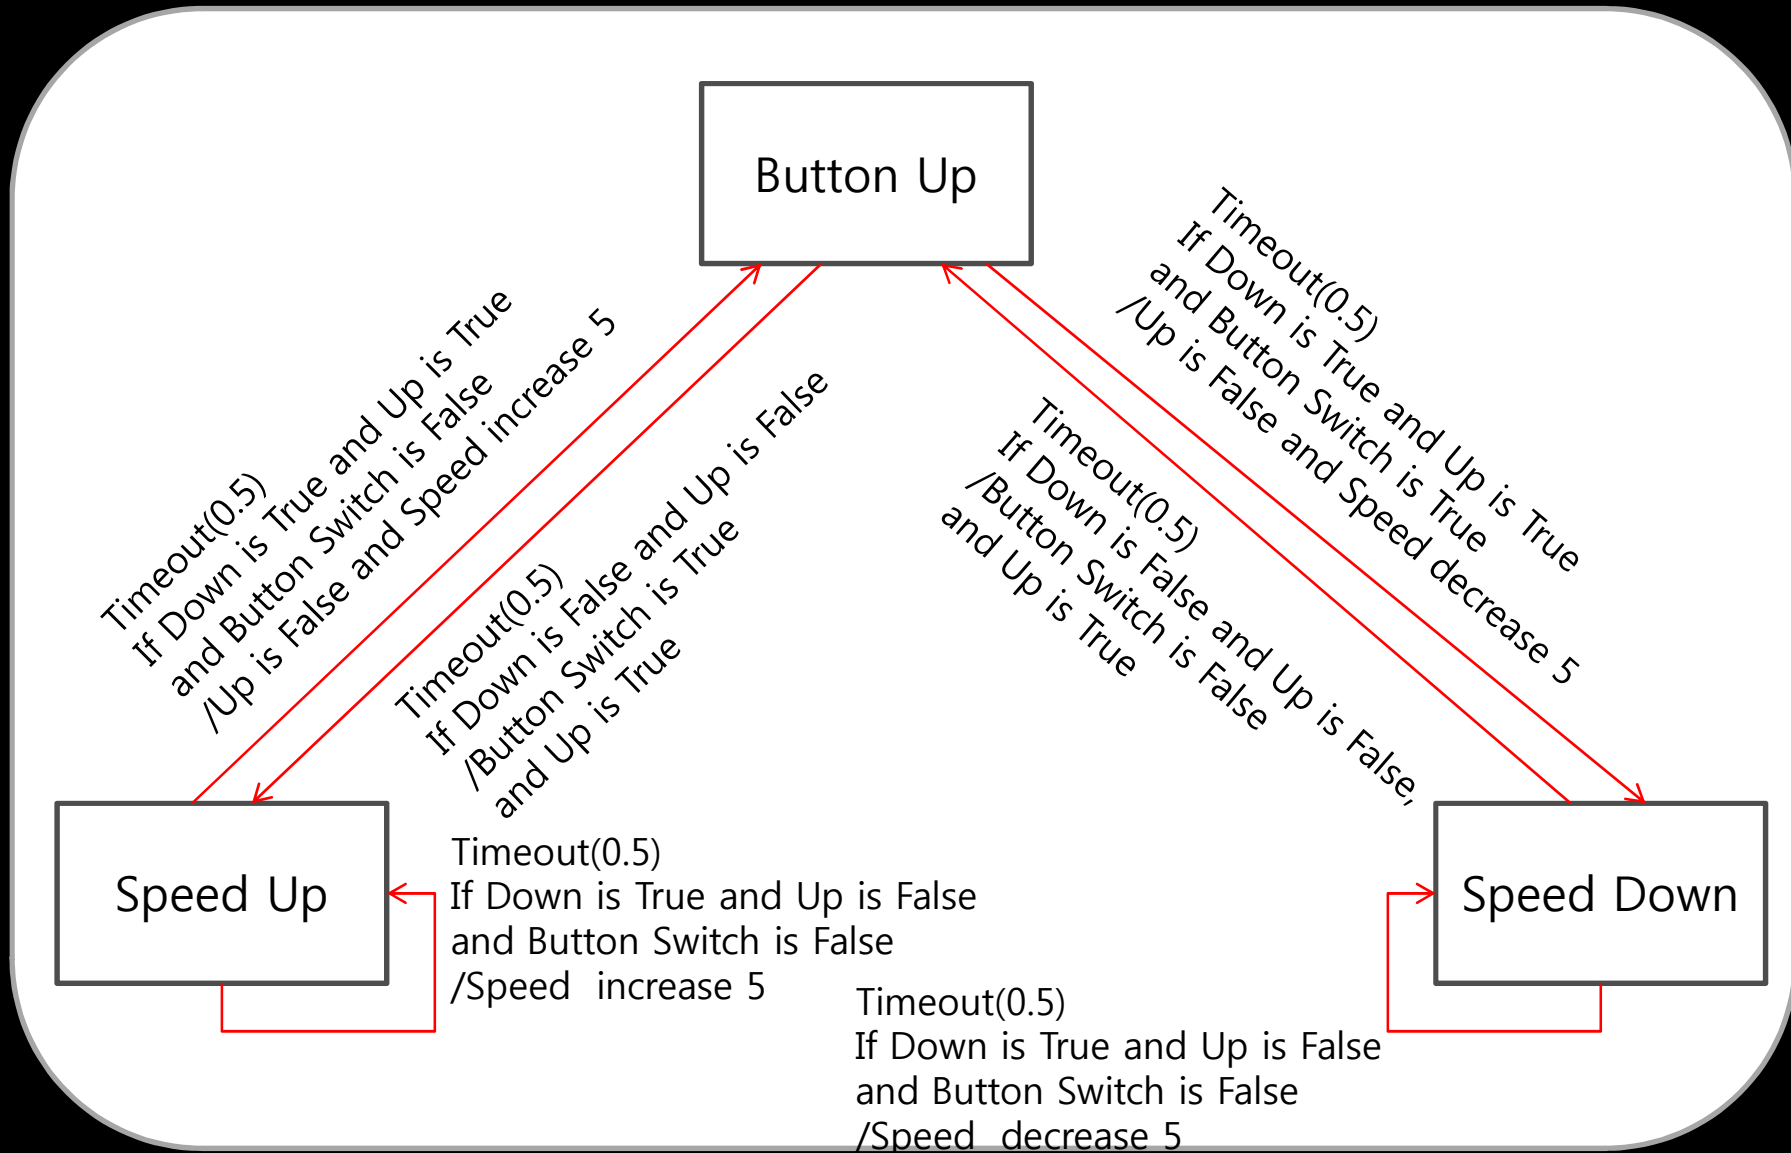 Button Up
Timeout(0.5)
If Down is True and Up is True
and Button Switch is False
/Up is False and Speed increase 5
Timeout(0.5)
If Down is False and Up is False
/Button Switch is True
and Up is True
Timeout(0.5)
If Down is False and Up is False,
/Button Switch is False
and Up is True
Timeout(0.5)
If Down is True and Up is True
and Button Switch is True
/Up is False and Speed decrease 5
Speed Up
Timeout(0.5)
If Down is True and Up is False
and Button Switch is False
/Speed increase 5
Speed Down
Timeout(0.5)
If Down is True and Up is False
and Button Switch is False
/Speed decrease 5